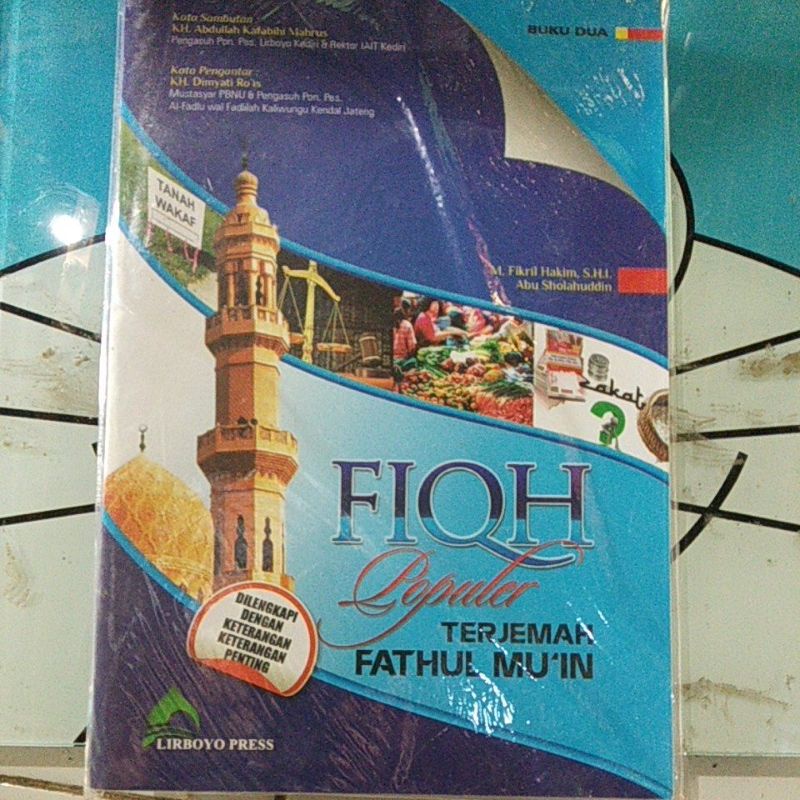 Kata Sambutan
KH. Abdullah Kafabihi Mahrus
Pengasuh Pon. Pes. Lirboyo Kediri & Rektor IAIT Kediri
Kata Pengantar :
KH. Dimyati Ro'is
Mustasyar PBNU & Pengasuh Pon. Pes.
Al-Fadlu wal Fadilah Kaliwungu Kendal Jateng
BUKU DUA
TANAH
WAKAF
M. Fikril Hakim, S.H.I.
Abu Sholahuddin
zakat
?
FIQH
Populer
TERJEMAH
FATHUL MU'IN
DILENGKAPI
DENGAN
KETERANGAN
KETERANGAN
PENTING
LIRBOYO PRESS